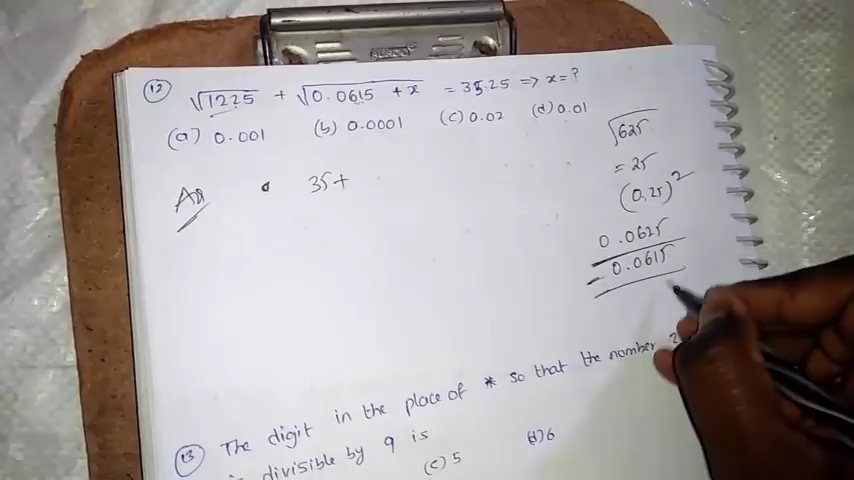 12 √1225 + √0.0615 + x = 35.25 => x = ?
(a) 0.001 (b) 0.0001 (c) 0.02 (d) 0.01
√625
= 25
35+
(0.25)²
0.0625
- 0.0615
13 The digit in the place of * so that the number 2
is divisible by 9 is
(c) 5 (d) 6